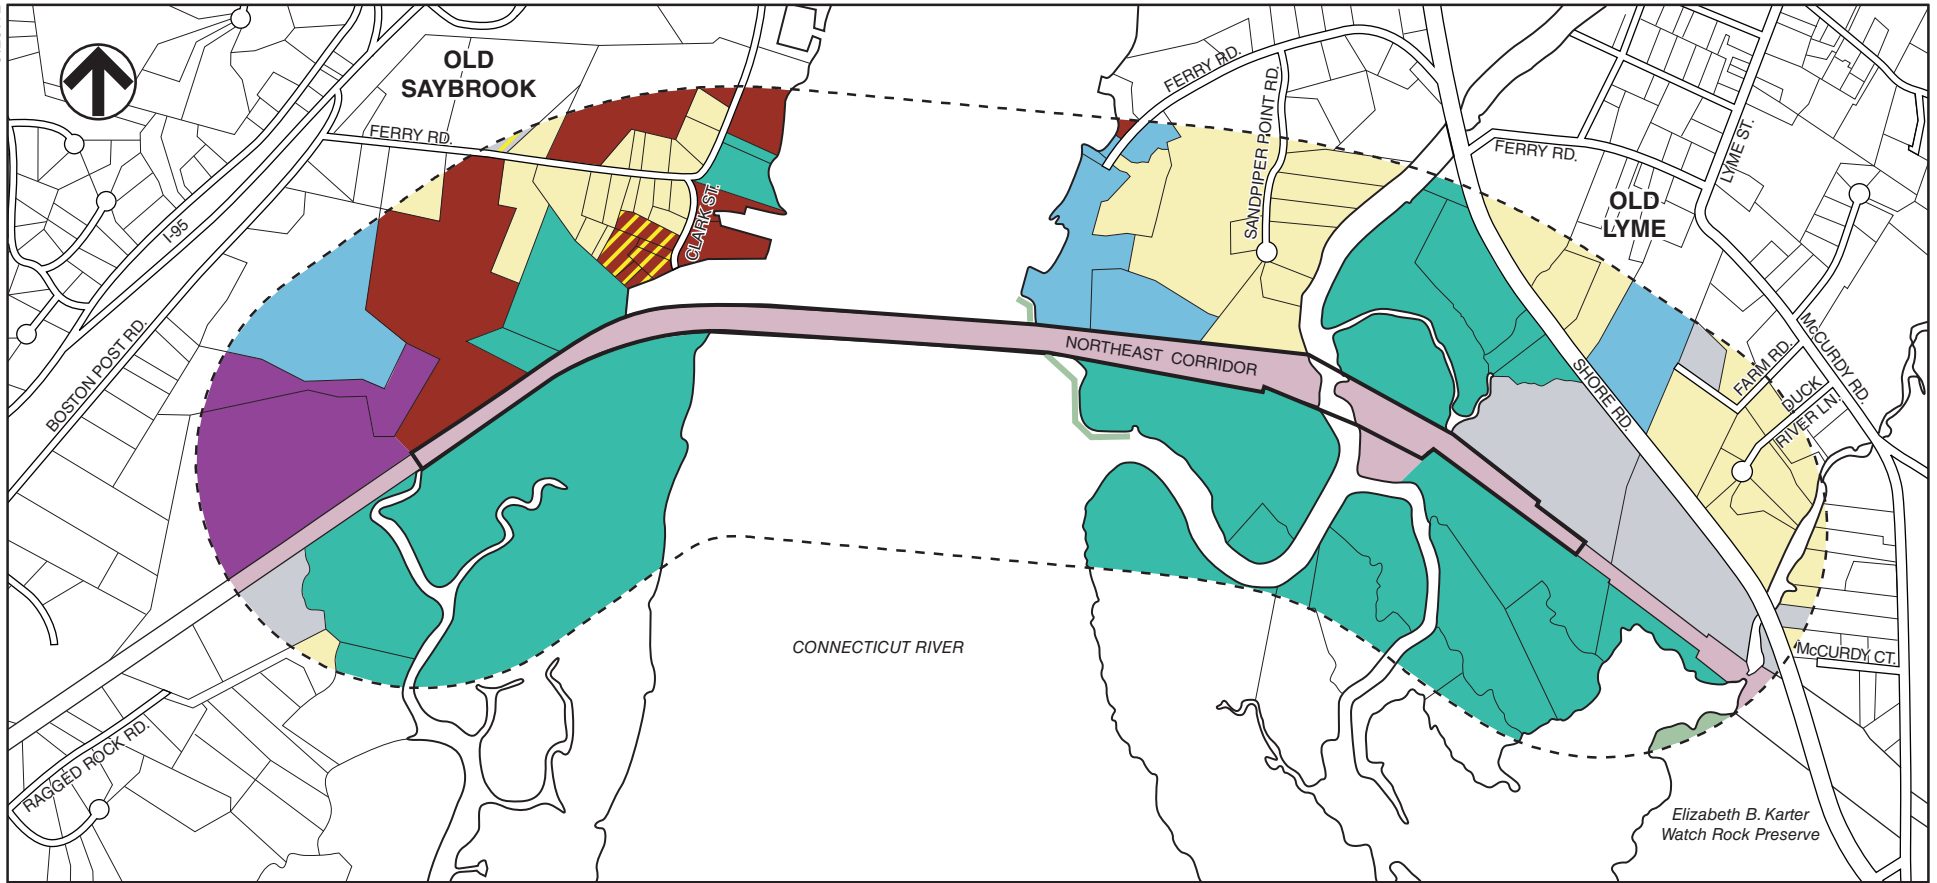 OLD
SAYBROOK
FERRY RD.
I-95
BOSTON POST RD.
CLARK ST.
FERRY RD.
SANDPIPER POINT RD.
FERRY RD.
LYME ST.
OLD
LYME
NORTHEAST CORRIDOR
SHORE RD.
McCURDY RD.
FARM RD.
DUCK
RIVER LN.
McCURDY CT.
CONNECTICUT RIVER
RAGGED ROCK RD.
Elizabeth B. Karter
Watch Rock Preserve